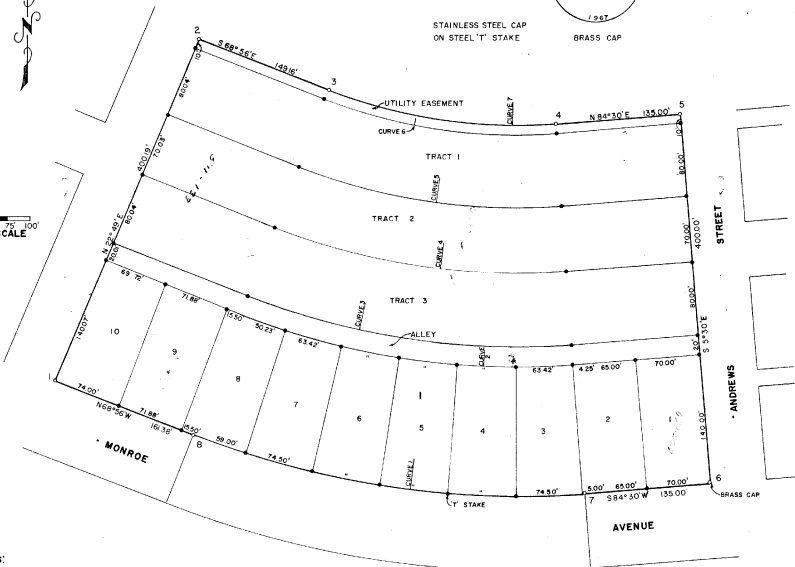 1967
STAINLESS STEEL CAP
ON STEEL 'T' STAKE
BRASS CAP
2
S 68° 56' E
149.16'
3
UTILITY EASEMENT
CURVE 7
CURVE 6
4
N 84° 30' E 135.00'
5
10'
80.04'
TRACT 1
10'
80.00'
70.03'
400.19'
CURVE 5
TRACT 2
STREET
75' 100'
SCALE
80.04'
N 22° 49' E
CURVE 4
70.00'
400.00'
20.01'
TRACT 3
CURVE 3
80.00'
69.72'
71.88'
15.50'
50.23'
63.42'
ALLEY
CURVE 2
63.42'
4.25' 65.00'
70.00'
20'
S 5° 30' E
140.07'
10
9
8
7
6
1
5
4
3
2
1
ANDREWS
140.00'
1
74.00'
N 68° 56' W
71.88'
161.38'
15.50'
8
59.00'
74.50'
CURVE 1
'T' STAKE
74.50'
5.00' 65.00'
70.00'
7
S 84° 30' W 135.00'
6
BRASS CAP
MONROE
AVENUE